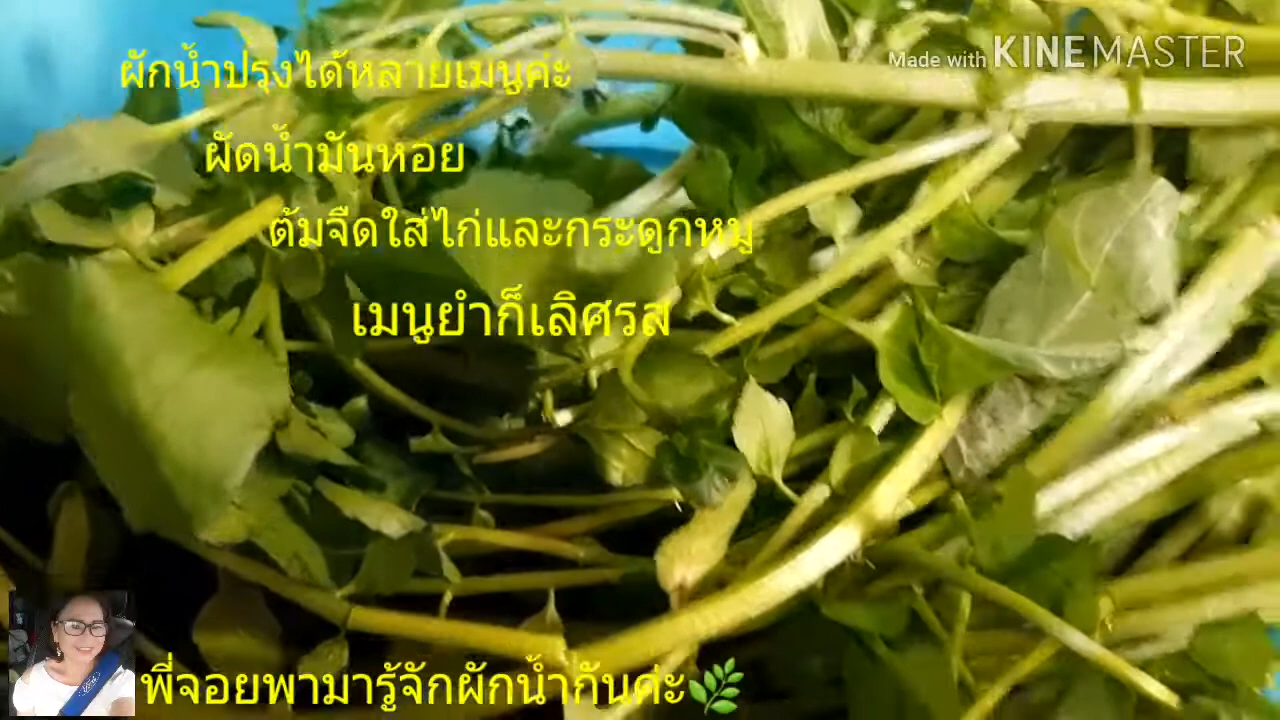 ผักน้ำปรุงได้หลายเมนูค่ะ
Made with KINEMASTER
ผัดน้ำมันหอย
ต้มจืดใส่ไก่และกระดูกหมู
เมนูยำก็เลิศรส
พี่จอยพามารู้จักผักน้ำกันค่ะ🌿